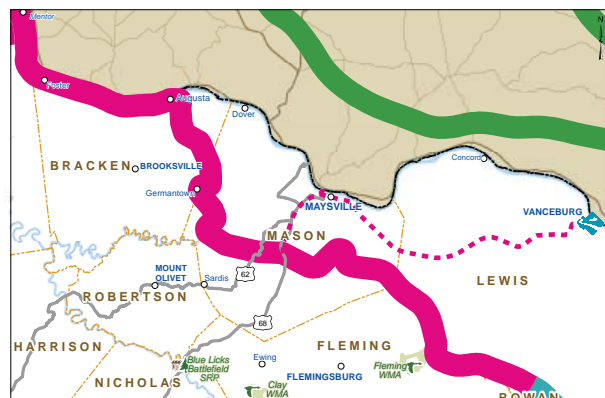 Mentor
N
Foster
Augusta
Dover
BRACKEN
BROOKSVILLE
Concord
Germantown
MAYSVILLE
VANCEBURG
MASON
62
MOUNT
OLIVET
Sardis
LEWIS
ROBERTSON
68
HARRISON
Blue Licks
Battlefield
SRP
Ewing
FLEMING
FLEMINGSBURG
Fleming
WMA
NICHOLAS
Clay
WMA
ROWAN